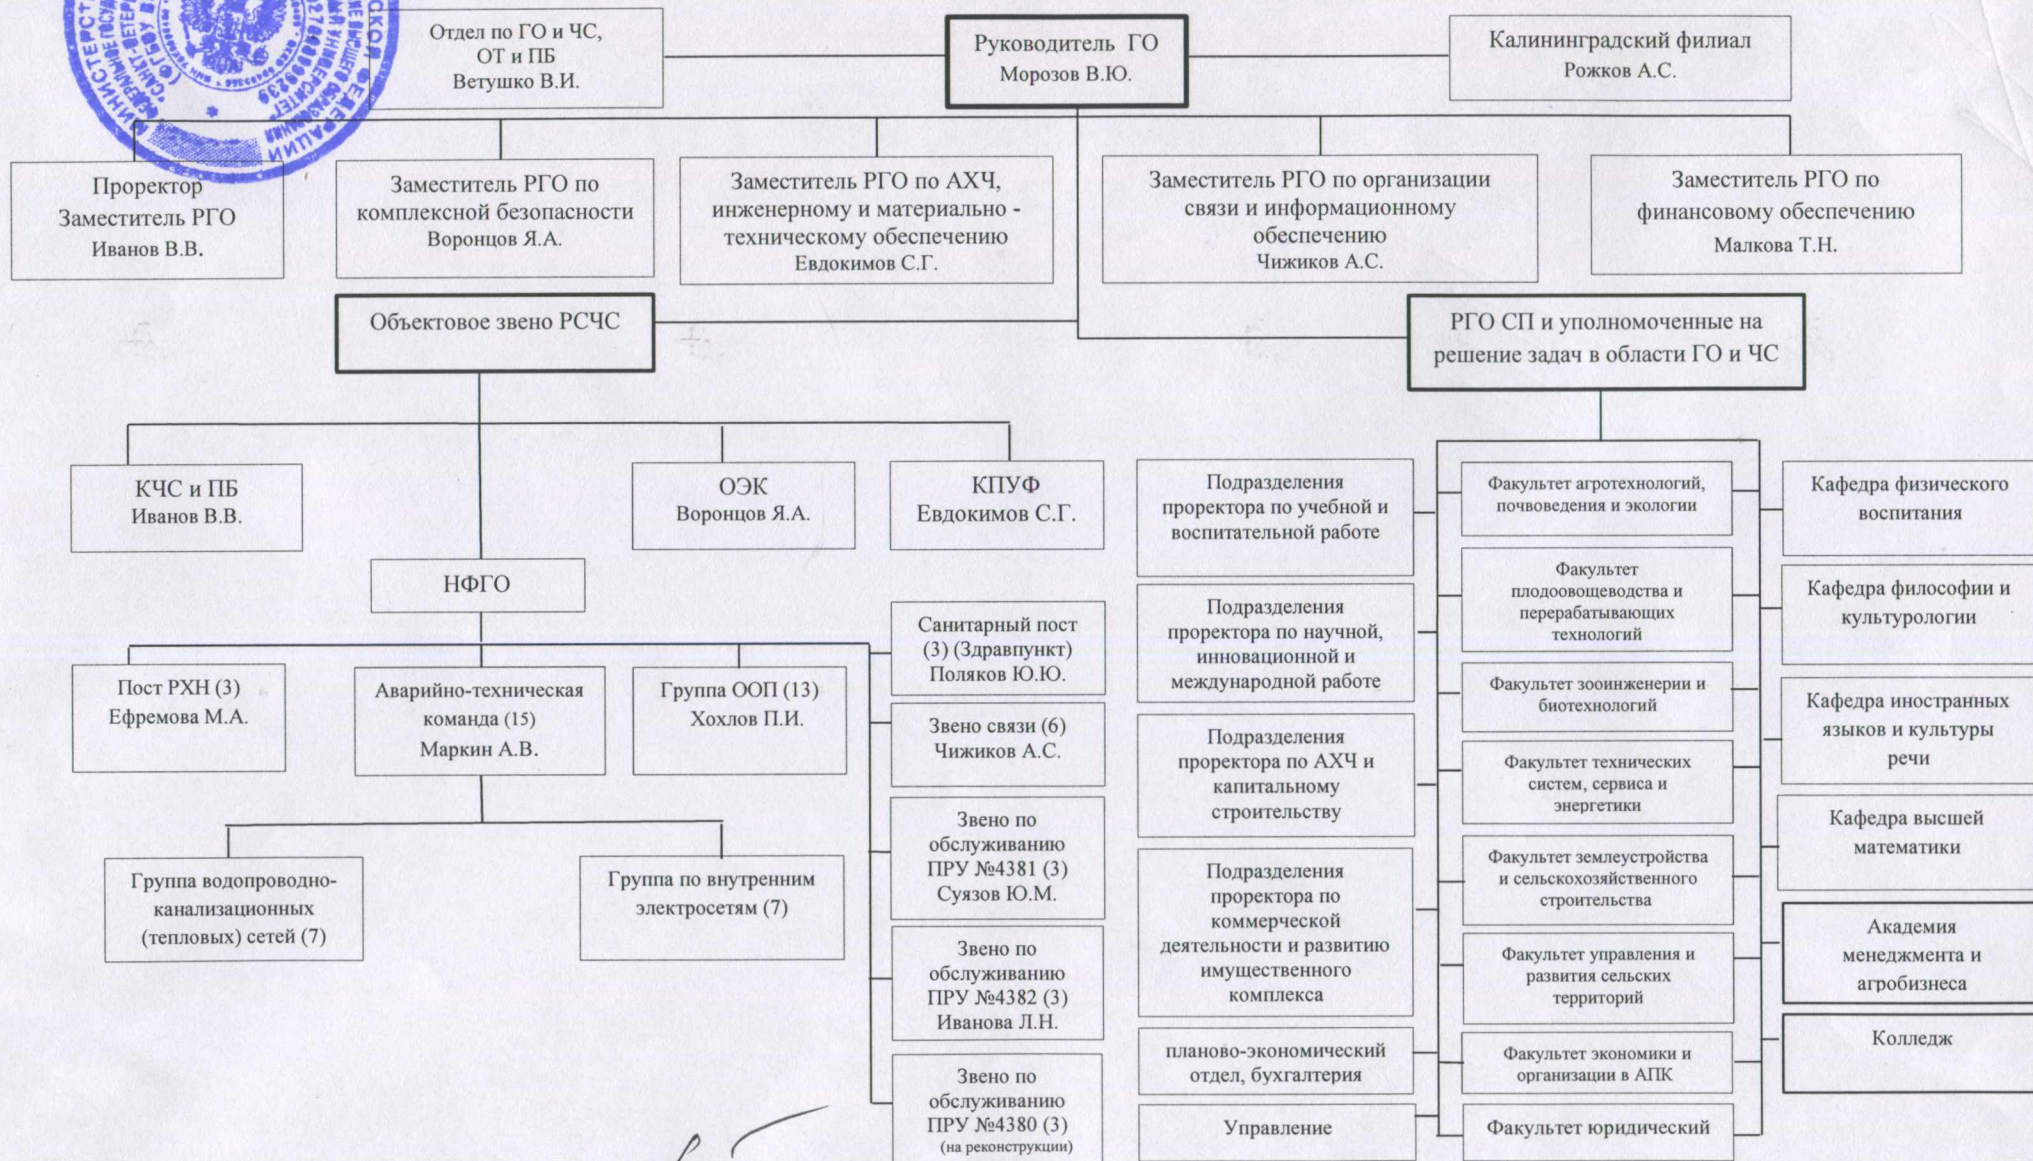 Отдел по ГО и ЧС,
ОТ и ПБ
Ветушко В.И.
Руководитель ГО
Морозов В.Ю.
Калининградский филиал
Рожков А.С.
Проректор
Заместитель РГО
Иванов В.В.
Заместитель РГО по
комплексной безопасности
Воронцов Я.А.
Заместитель РГО по АХЧ,
инженерному и материально -
техническому обеспечению
Евдокимов С.Г.
Заместитель РГО по организации
связи и информационному
обеспечению
Чижиков А.С.
Заместитель РГО по
финансовому обеспечению
Малкова Т.Н.
Объектовое звено РСЧС
РГО СП и уполномоченные на
решение задач в области ГО и ЧС
КЧС и ПБ
Иванов В.В.
ОЭК
Воронцов Я.А.
КПУФ
Евдокимов С.Г.
НФГО
Пост РХН (3)
Ефремова М.А.
Аварийно-техническая
команда (15)
Маркин А.В.
Группа ООП (13)
Хохлов П.И.
Группа водопроводно-
канализационных
(тепловых) сетей (7)
Группа по внутренним
электросетям (7)
Санитарный пост
(3) (Здравпункт)
Поляков Ю.Ю.
Звено связи (6)
Чижиков А.С.
Звено по
обслуживанию
ПРУ №4381 (3)
Суязов Ю.М.
Звено по
обслуживанию
ПРУ №4382 (3)
Иванова Л.Н.
Звено по
обслуживанию
ПРУ №4380 (3)
(на реконструкции)
Подразделения
проректора по учебной и
воспитательной работе
Подразделения
проректора по научной,
инновационной и
международной работе
Подразделения
проректора по АХЧ и
капитальному
строительству
Подразделения
проректора по
коммерческой
деятельности и развитию
имущественного
комплекса
планово-экономический
отдел, бухгалтерия
Управление
Факультет агротехнологий,
почвоведения и экологии
Факультет
плодоовощеводства и
перерабатывающих
технологий
Факультет зооинженерии и
биотехнологий
Факультет технических
систем, сервиса и
энергетики
Факультет землеустройства
и сельскохозяйственного
строительства
Факультет управления и
развития сельских
территорий
Факультет экономики и
организации в АПК
Факультет юридический
Кафедра физического
воспитания
Кафедра философии и
культурологии
Кафедра иностранных
языков и культуры
речи
Кафедра высшей
математики
Академия
менеджмента и
агробизнеса
Колледж